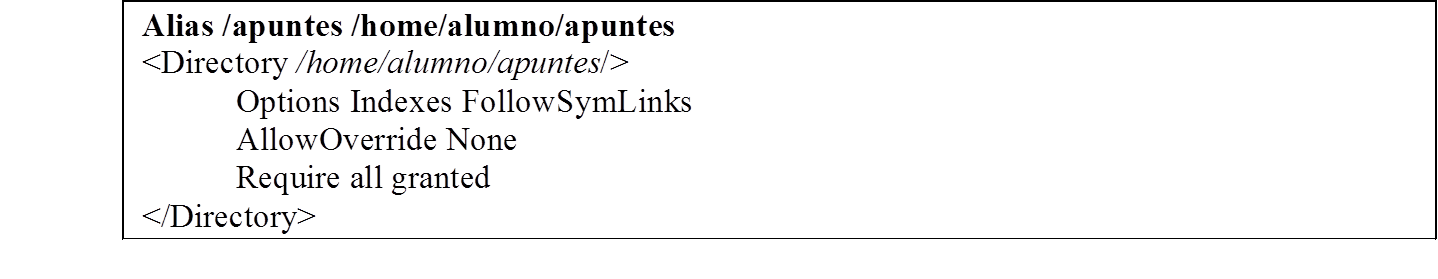 Alias /apuntes /home/alumno/apuntes
<Directory /home/alumno/apuntes/>
Options Indexes FollowSymLinks
AllowOverride None
Require all granted
</Directory>